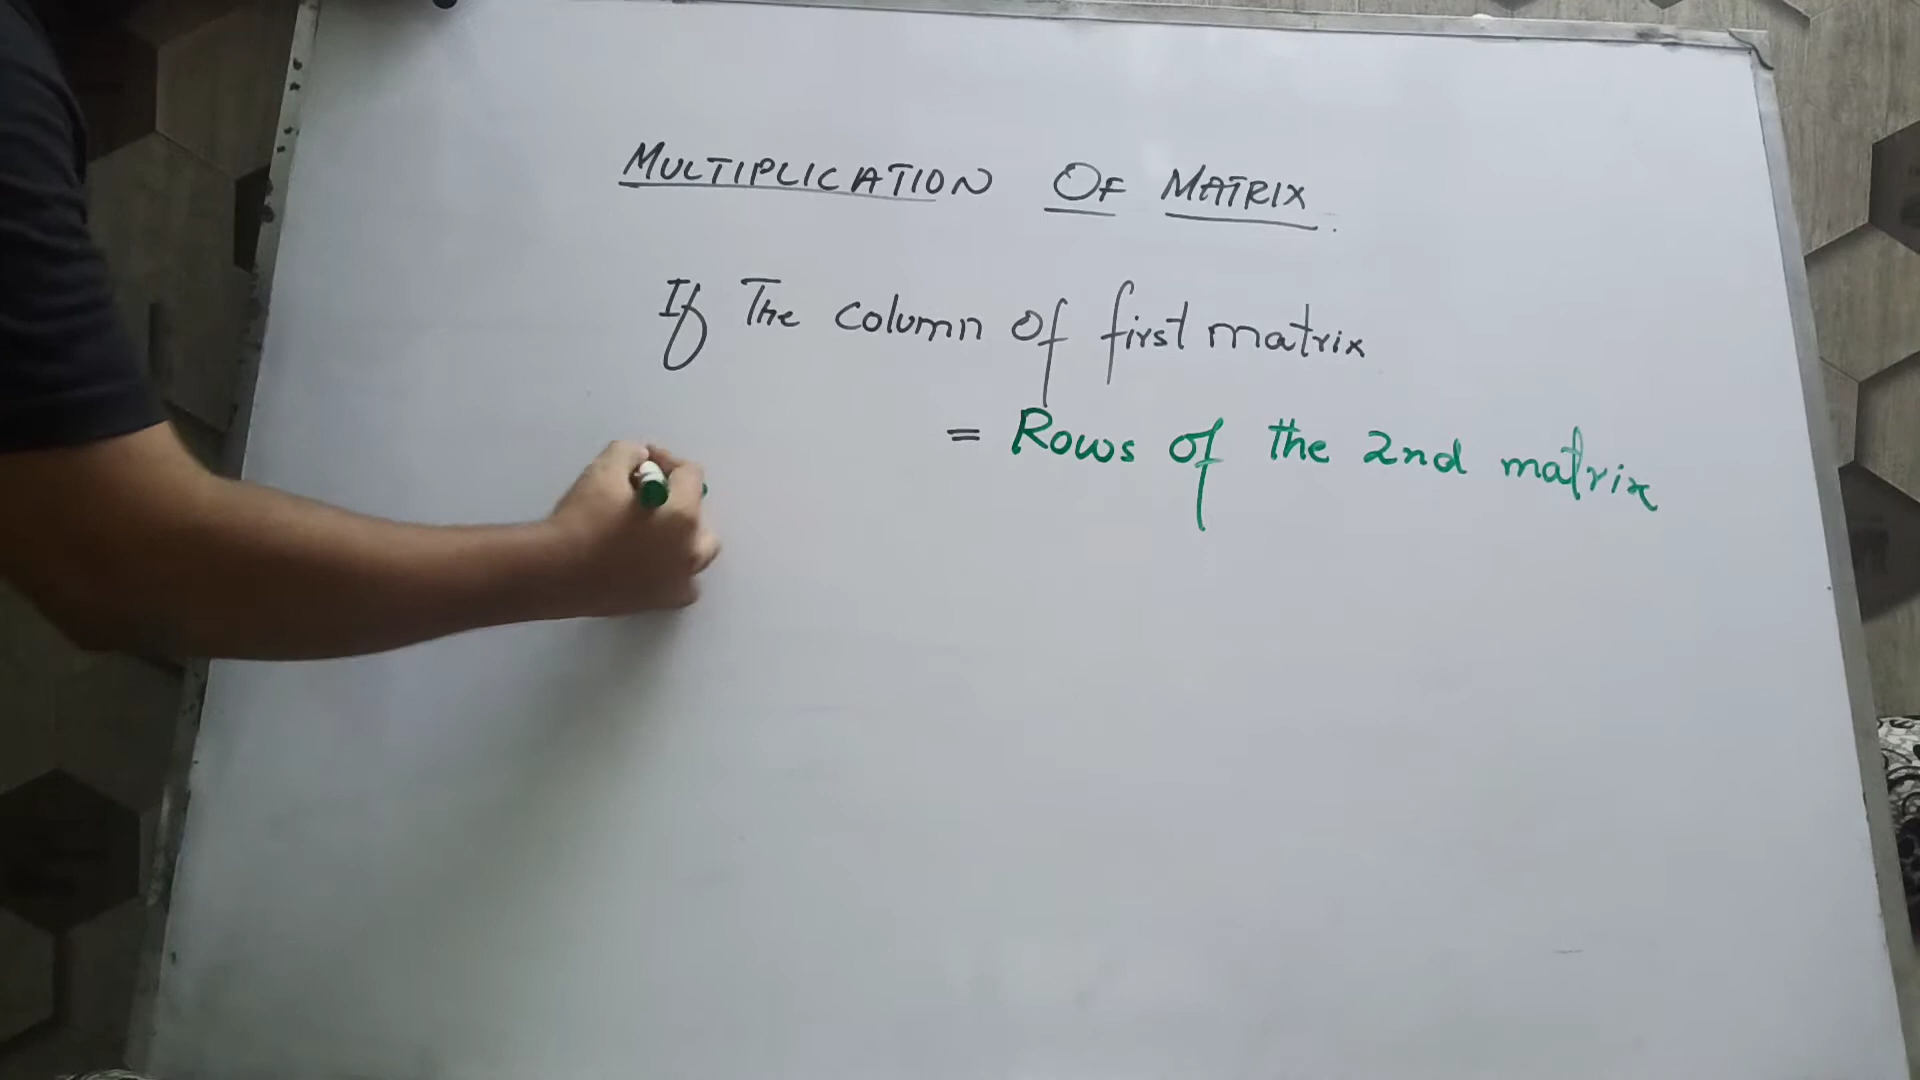 MULTIPLICATION OF MATRIX.
If The column of first matrix
= Rows of the 2nd matrix